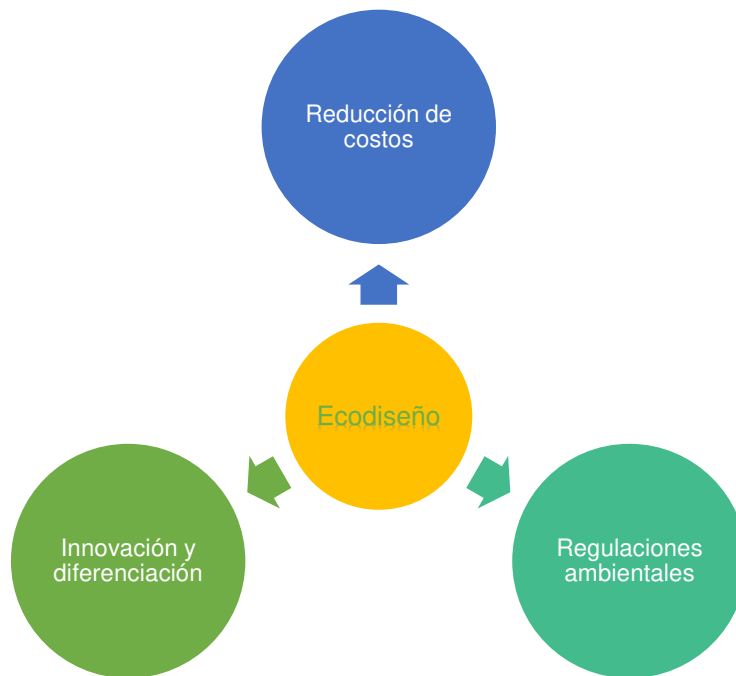 Reducción de
costos
Ecodiseño
Innovación y
diferenciación
Regulaciones
ambientales